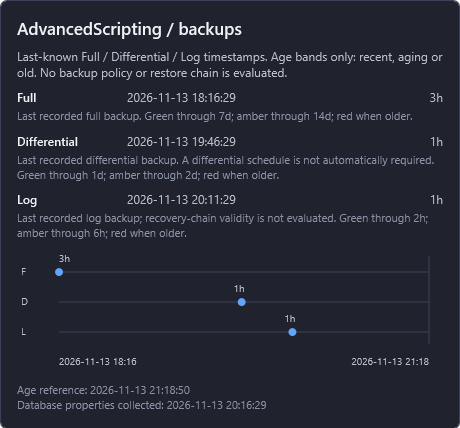 AdvancedScripting / backups
Last-known Full / Differential / Log timestamps. Age bands only: recent, aging or
old. No backup policy or restore chain is evaluated.
Full 2026-11-13 18:16:29 3h
Last recorded full backup. Green through 7d; amber through 14d; red when older.
Differential 2026-11-13 19:46:29 1h
Last recorded differential backup. A differential schedule is not automatically required.
Green through 1d; amber through 2d; red when older.
Log 2026-11-13 20:11:29 1h
Last recorded log backup; recovery-chain validity is not evaluated. Green through 2h;
amber through 6h; red when older.
3h
F
1h
D
1h
L
2026-11-13 18:16 2026-11-13 21:18
Age reference: 2026-11-13 21:18:50
Database properties collected: 2026-11-13 20:16:29